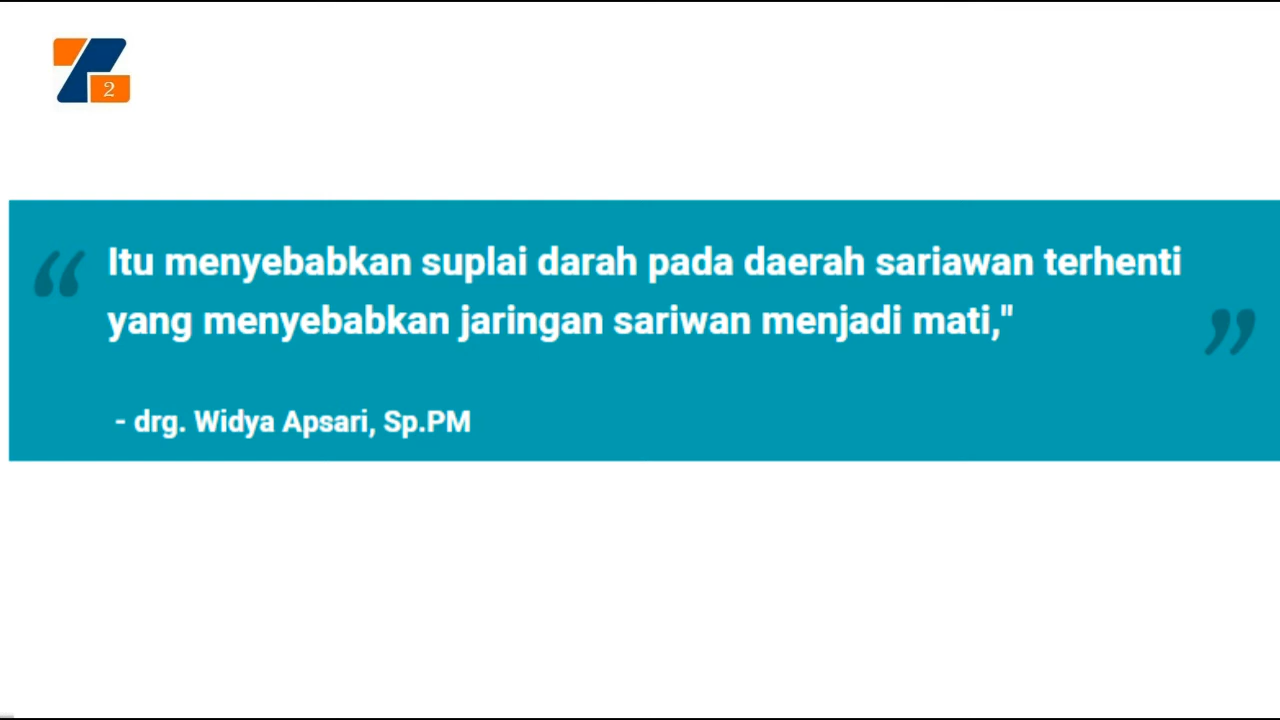 2
“ Itu menyebabkan suplai darah pada daerah sariawan terhenti
yang menyebabkan jaringan sariwan menjadi mati," ”
- drg. Widya Apsari, Sp.PM